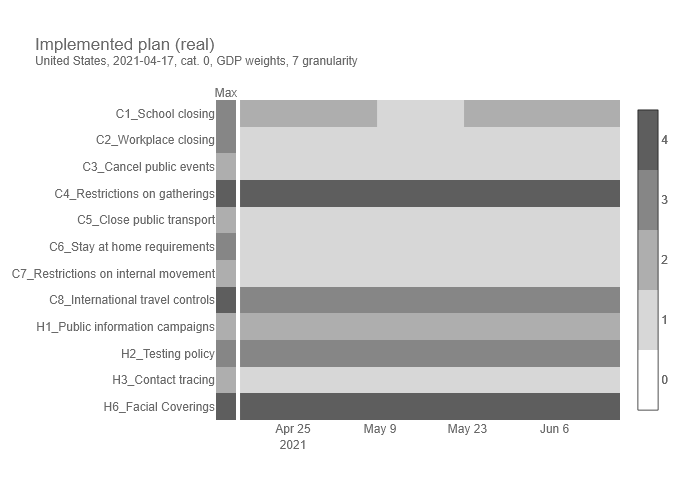 Implemented plan (real)
United States, 2021-04-17, cat. 0, GDP weights, 7 granularity
Max
C1_School closing
C2_Workplace closing
C3_Cancel public events
C4_Restrictions on gatherings
C5_Close public transport
C6_Stay at home requirements
C7_Restrictions on internal movement
C8_International travel controls
H1_Public information campaigns
H2_Testing policy
H3_Contact tracing
H6_Facial Coverings
4
3
2
1
0
Apr 25 May 9 May 23 Jun 6
2021